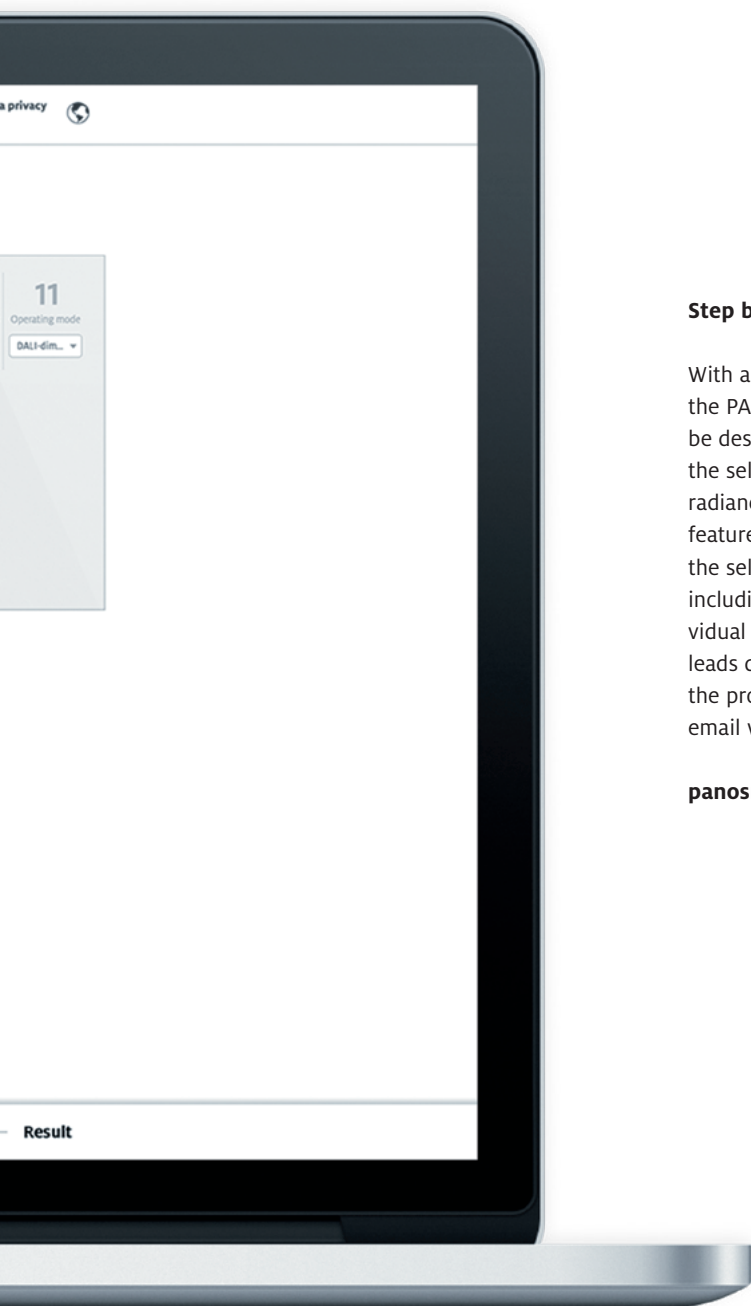 a privacy
11
Operating mode
DALI-dim...
Result
Step b
With a
the PA
be des
the sel
radian
feature
the sel
includi
vidual
leads
the pro
email
panos